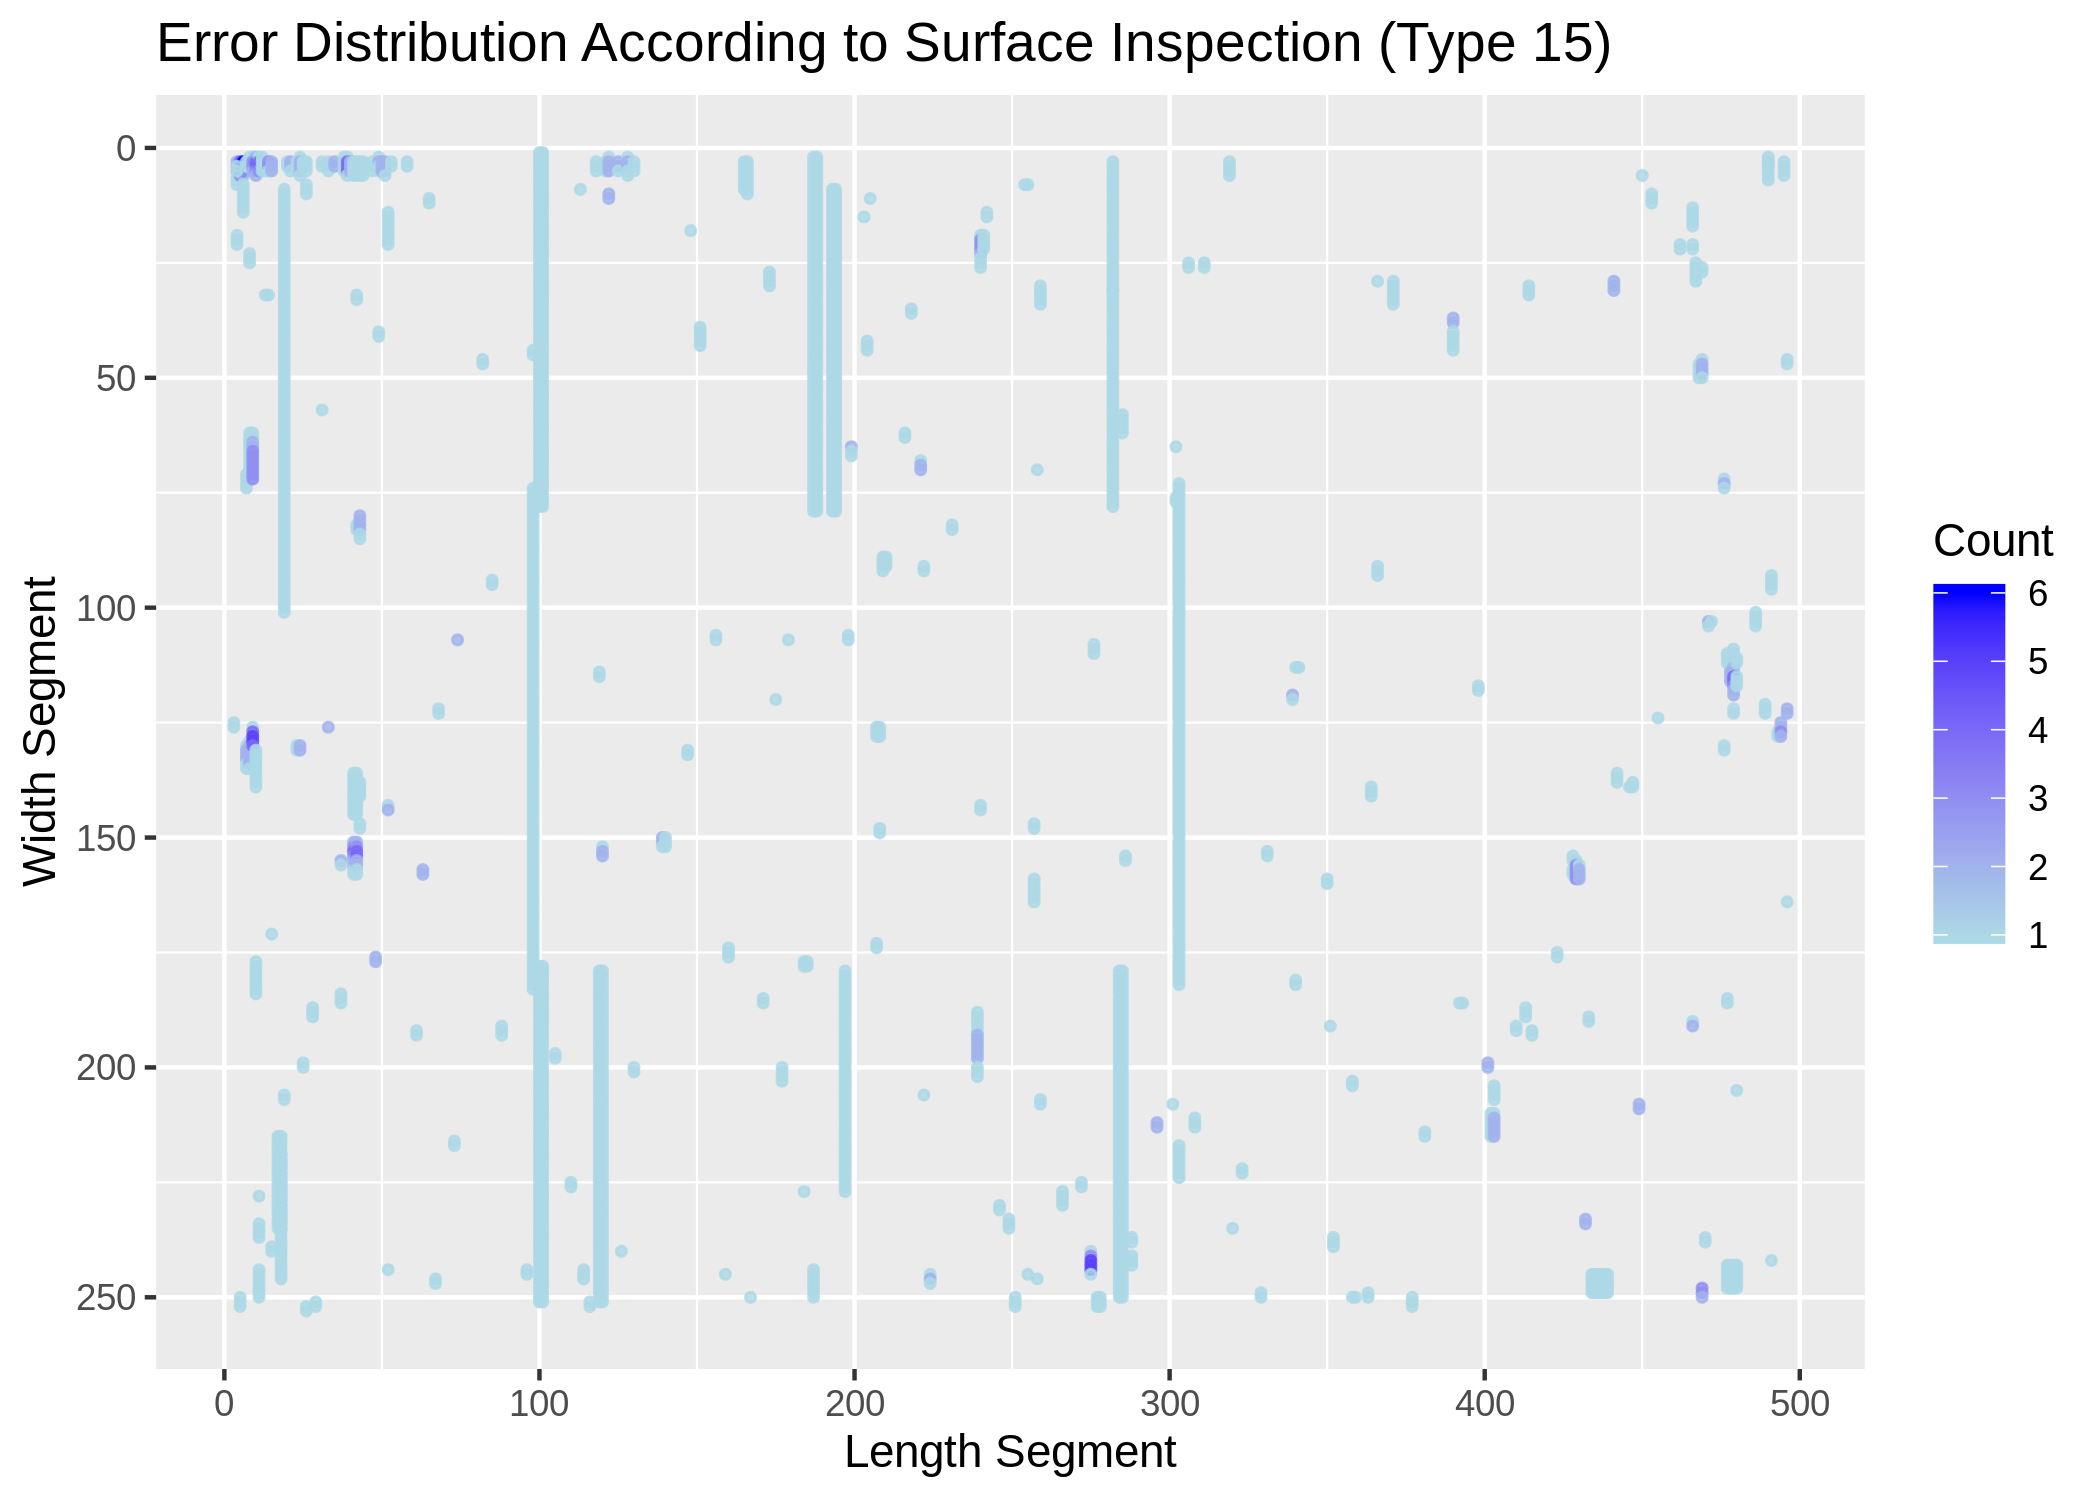 Error Distribution According to Surface Inspection (Type 15)
Width Segment
0
50
100
150
200
250
0 100 200 300 400 500
Length Segment
Count
6
5
4
3
2
1